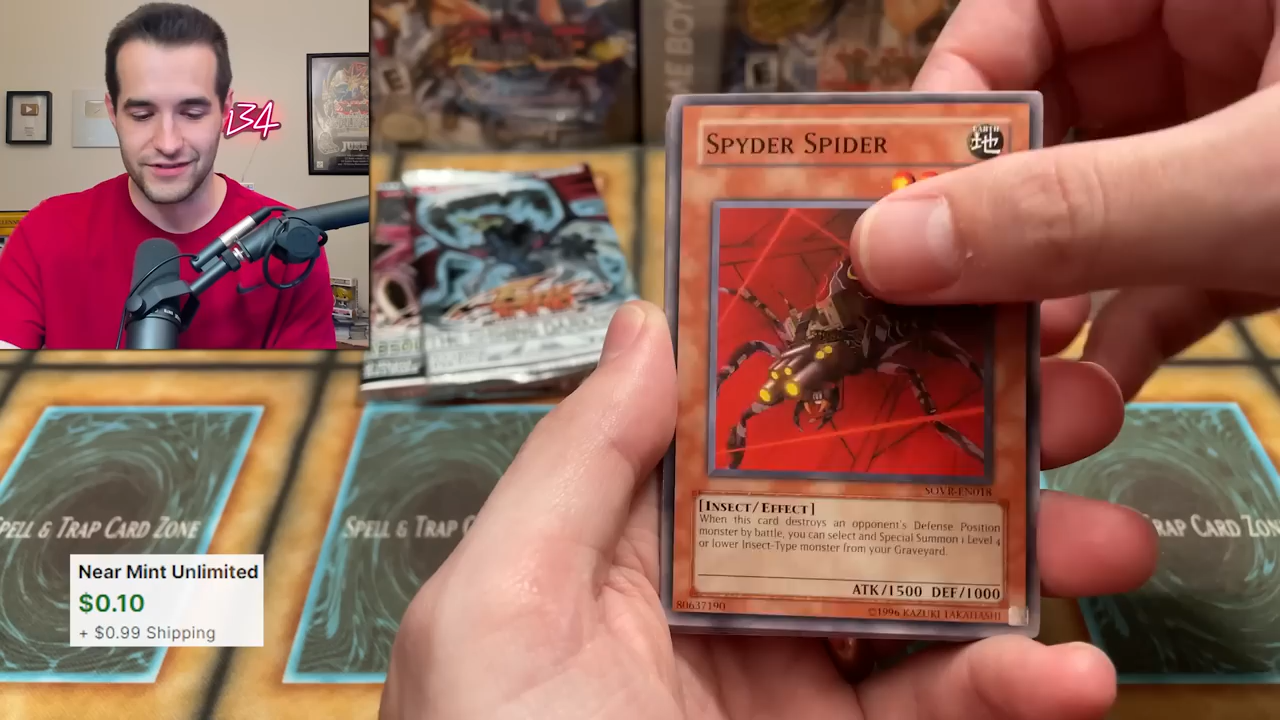 134
SPYDER SPIDER
EARTH
地
SOVR-EN018
[INSECT/EFFECT]
When this card destroys an opponent's Defense Position
monster by battle, you can select and Special Summon 1 Level 4
or lower Insect-Type monster from your Graveyard.
ATK/1500 DEF/1000
80637190
©1996 KAZUKI TAKAHASHI
SPELL & TRAP CARD ZONE
SPELL & TRAP C
TRAP CARD ZON
Near Mint Unlimited
$0.10
+ $0.99 Shipping